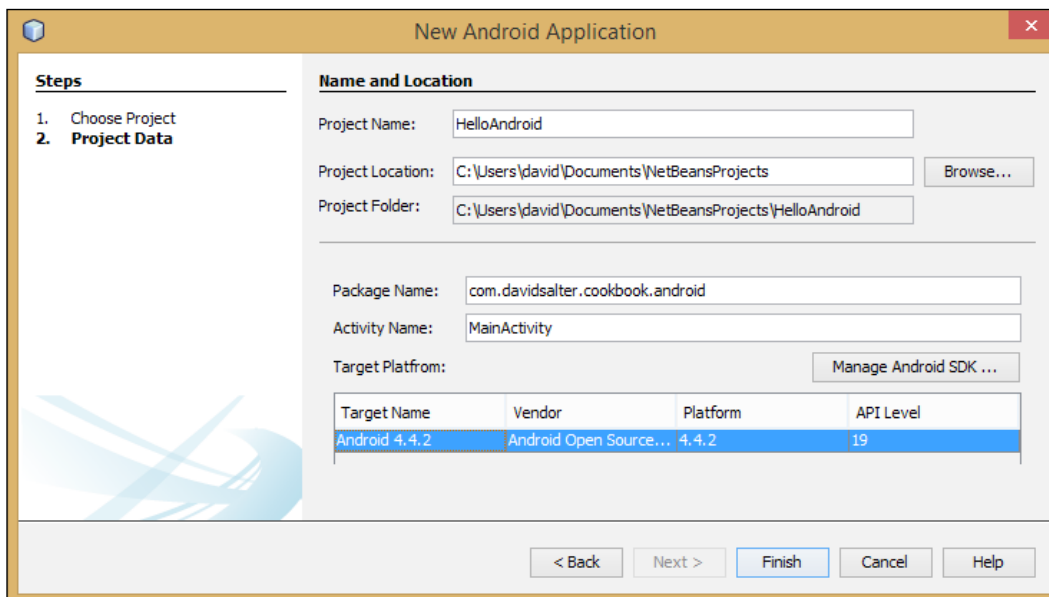 New Android Application
Steps
1. Choose Project
2. Project Data
Name and Location
Project Name: HelloAndroid
Project Location: C:\Users\david\Documents\NetBeansProjects Browse...
Project Folder: C:\Users\david\Documents\NetBeansProjects\HelloAndroid
Package Name: com.davidsalter.cookbook.android
Activity Name: MainActivity
Target Platfrom: Manage Android SDK ...
Target Name Vendor Platform API Level
Android 4.4.2 Android Open Source... 4.4.2 19
< Back Next > Finish Cancel Help